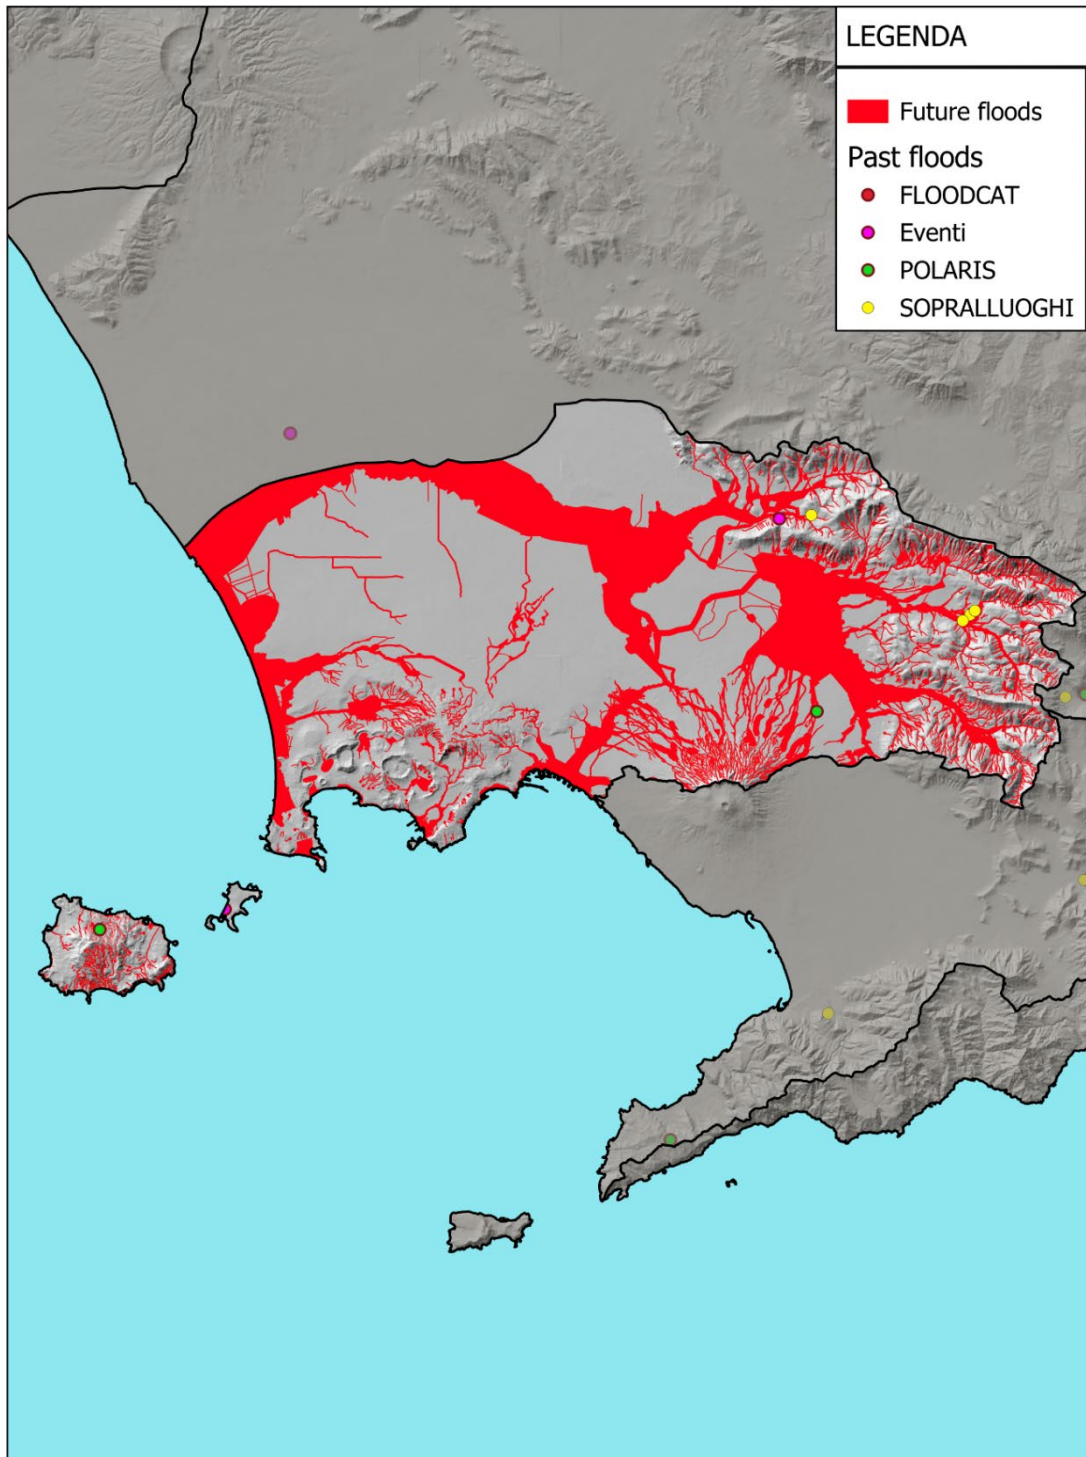 LEGENDA
Future floods
Past floods
FLOODCAT
Eventi
POLARIS
SOPRALLUOGHI